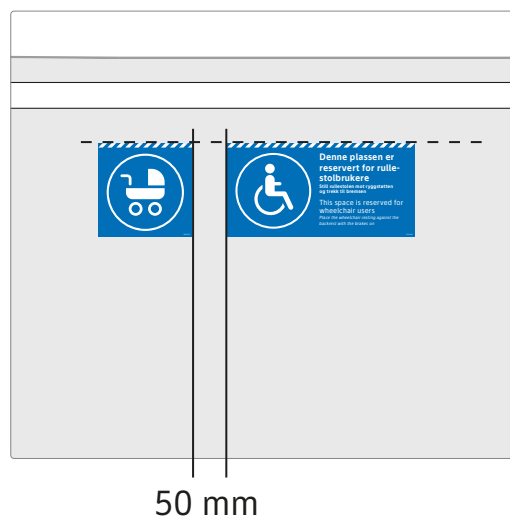 Denne plassen er
reservert for rulle-
stolbrukere
Still rullestolen mot ryggstøtten
og trekk til bremsen
This space is reserved for
wheelchair users
Place the wheelchair resting against the
backrest with the brakes on
50 mm